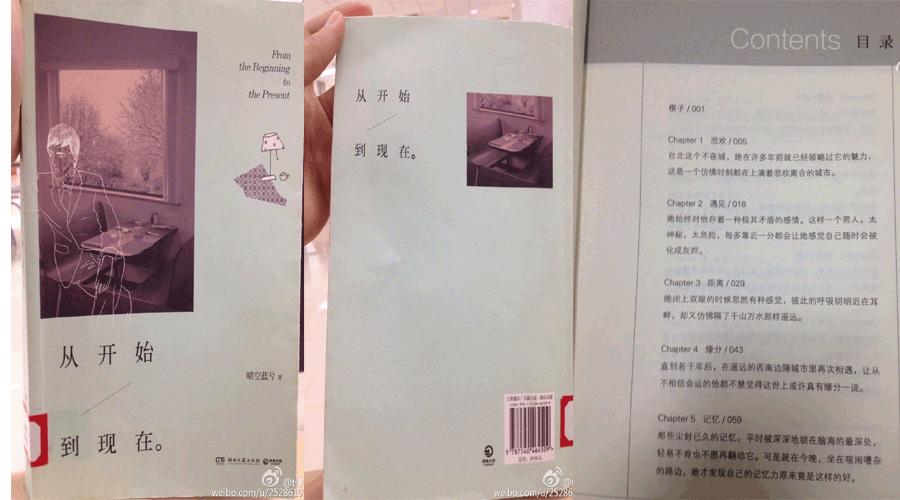 From
the Beginning
to
the Present
从开始
到现在。
晴空蓝兮 著
湖南文艺出版社
weibo.com/u/2528610
从开始
到现在。
9787540464509
weibo.com/u/25286
Contents 目录
楔子/001
Chapter 1 悲欢/005
台北这个不夜城，她在许多年前就已经领略过它的魅力，
这是一个仿佛时刻都在上演着悲欢离合的城市。
Chapter 2 遇见/018
她始终对他存着一种极其矛盾的感情。这样一个男人，太
神秘，太危险，每多靠近一分都会让她感觉自己随时会被
化成灰烬。
Chapter 3 距离/029
她闭上双眼的时候忽然有种感觉，彼此的呼吸明明近在耳
畔，却又仿佛隔了千山万水那样遥远。
Chapter 4 缘分/043
直到若干年后，在遥远的西南边陲城市里再次相遇，让从
不相信命运的他都不禁觉得这世上或许真有缘分一说。
Chapter 5 记忆/059
那些尘封已久的记忆，平时被深深地锁在脑海的最深处，
轻易不肯也不愿再翻动它。可是就在今晚，坐在喧闹嘈杂
的路边，她才发现自己的记忆力原来竟是这样的好。